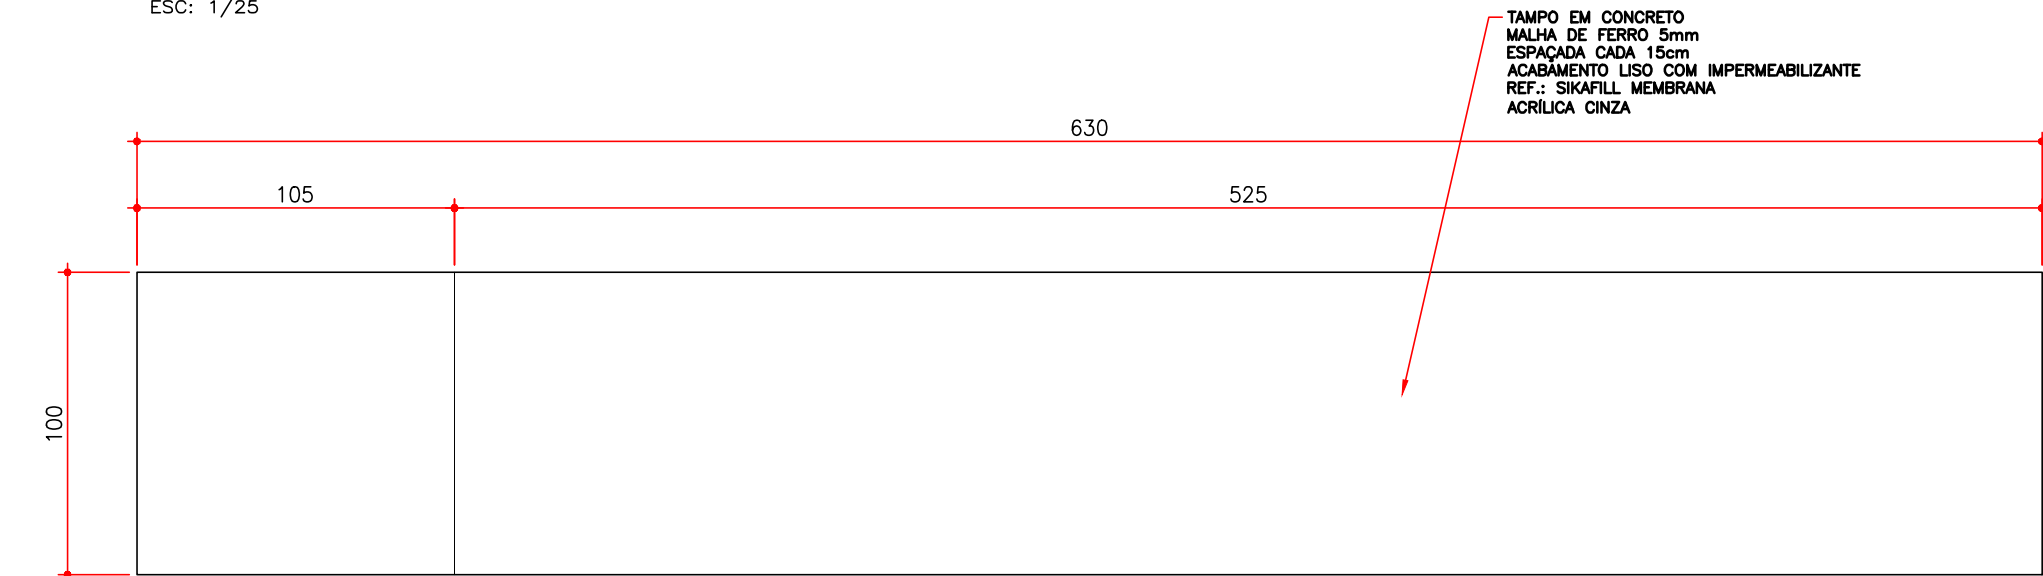 ESC: 1/25
TAMPO EM CONCRETO
MALHA DE FERRO 5mm
ESPAÇADA CADA 15cm
ACABAMENTO LISO COM IMPERMEABILIZANTE
REF.: SIKAFILL MEMBRANA
ACRÍLICA CINZA
630
105
525
100